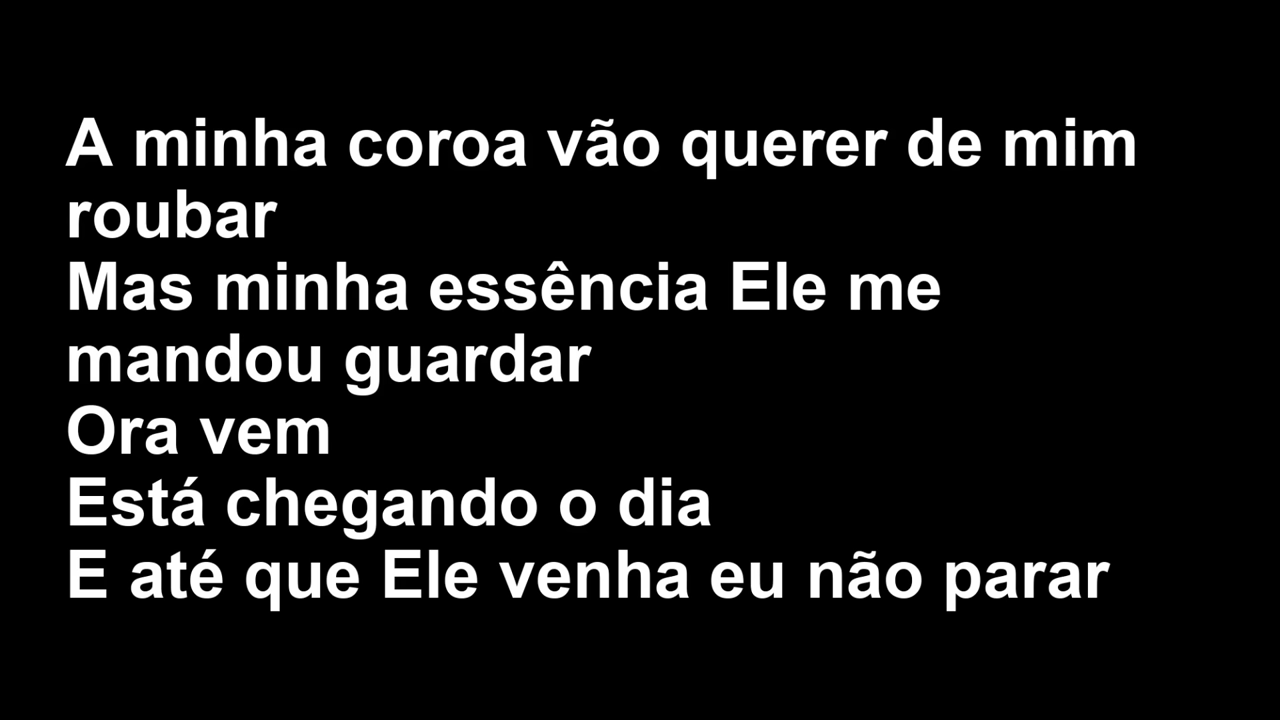 A minha coroa vão querer de mim
roubar
Mas minha essência Ele me
mandou guardar
Ora vem
Está chegando o dia
E até que Ele venha eu não parar